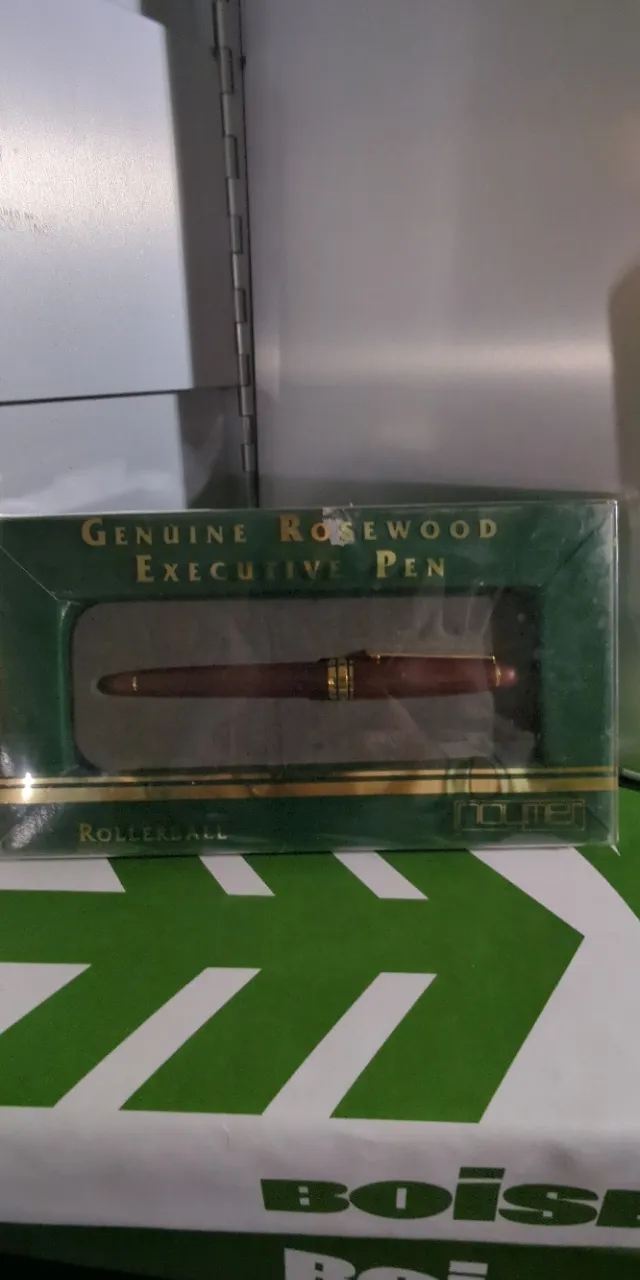 GENUINE ROSEWOOD
EXECUTIVE PEN
ROLLERBALL
BOISE